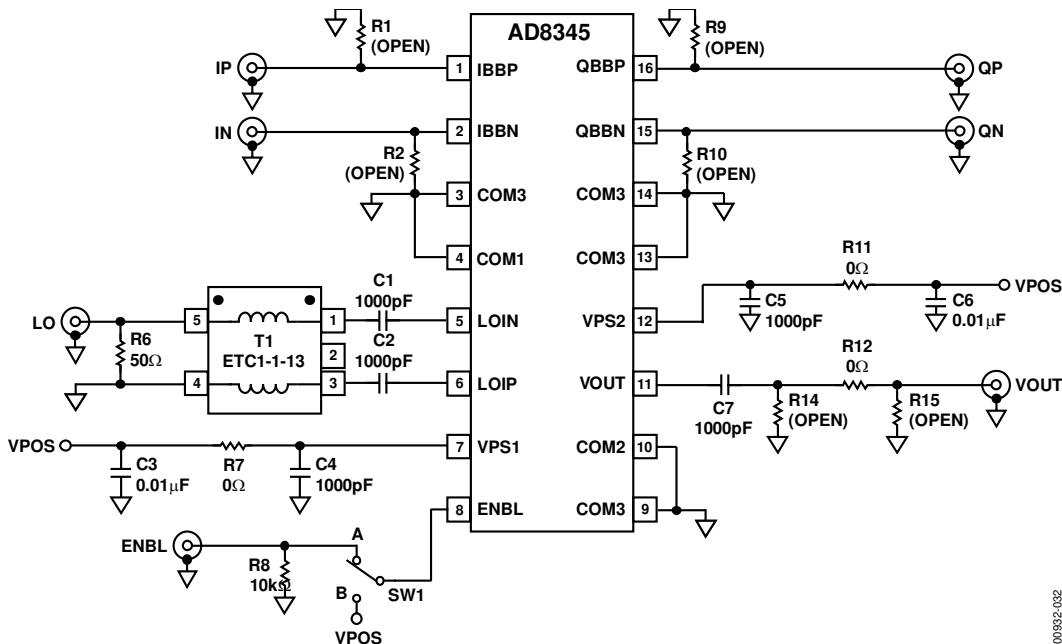 AD8345
R1
(OPEN)
R9
(OPEN)
IP
1
IBBP
QBBP
16
QP
IN
2
IBBN
QBBN
15
QN
R2
(OPEN)
R10
(OPEN)
3
COM3
COM3
14
4
COM1
COM3
13
R11
0Ω
C1
1000pF
LO
5
1
5
LOIN
VPS2
12
C5
1000pF
C6
0.01µF
VPOS
R6
50Ω
T1
ETC1-1-13
2
C2
1000pF
R12
0Ω
4
3
6
LOIP
VOUT
11
VOUT
C7
1000pF
R14
(OPEN)
R15
(OPEN)
VPOS
7
VPS1
COM2
10
C3
0.01µF
R7
0Ω
C4
1000pF
8
ENBL
COM3
9
ENBL
A
R8
10kΩ
B
SW1
VPOS
00932-032